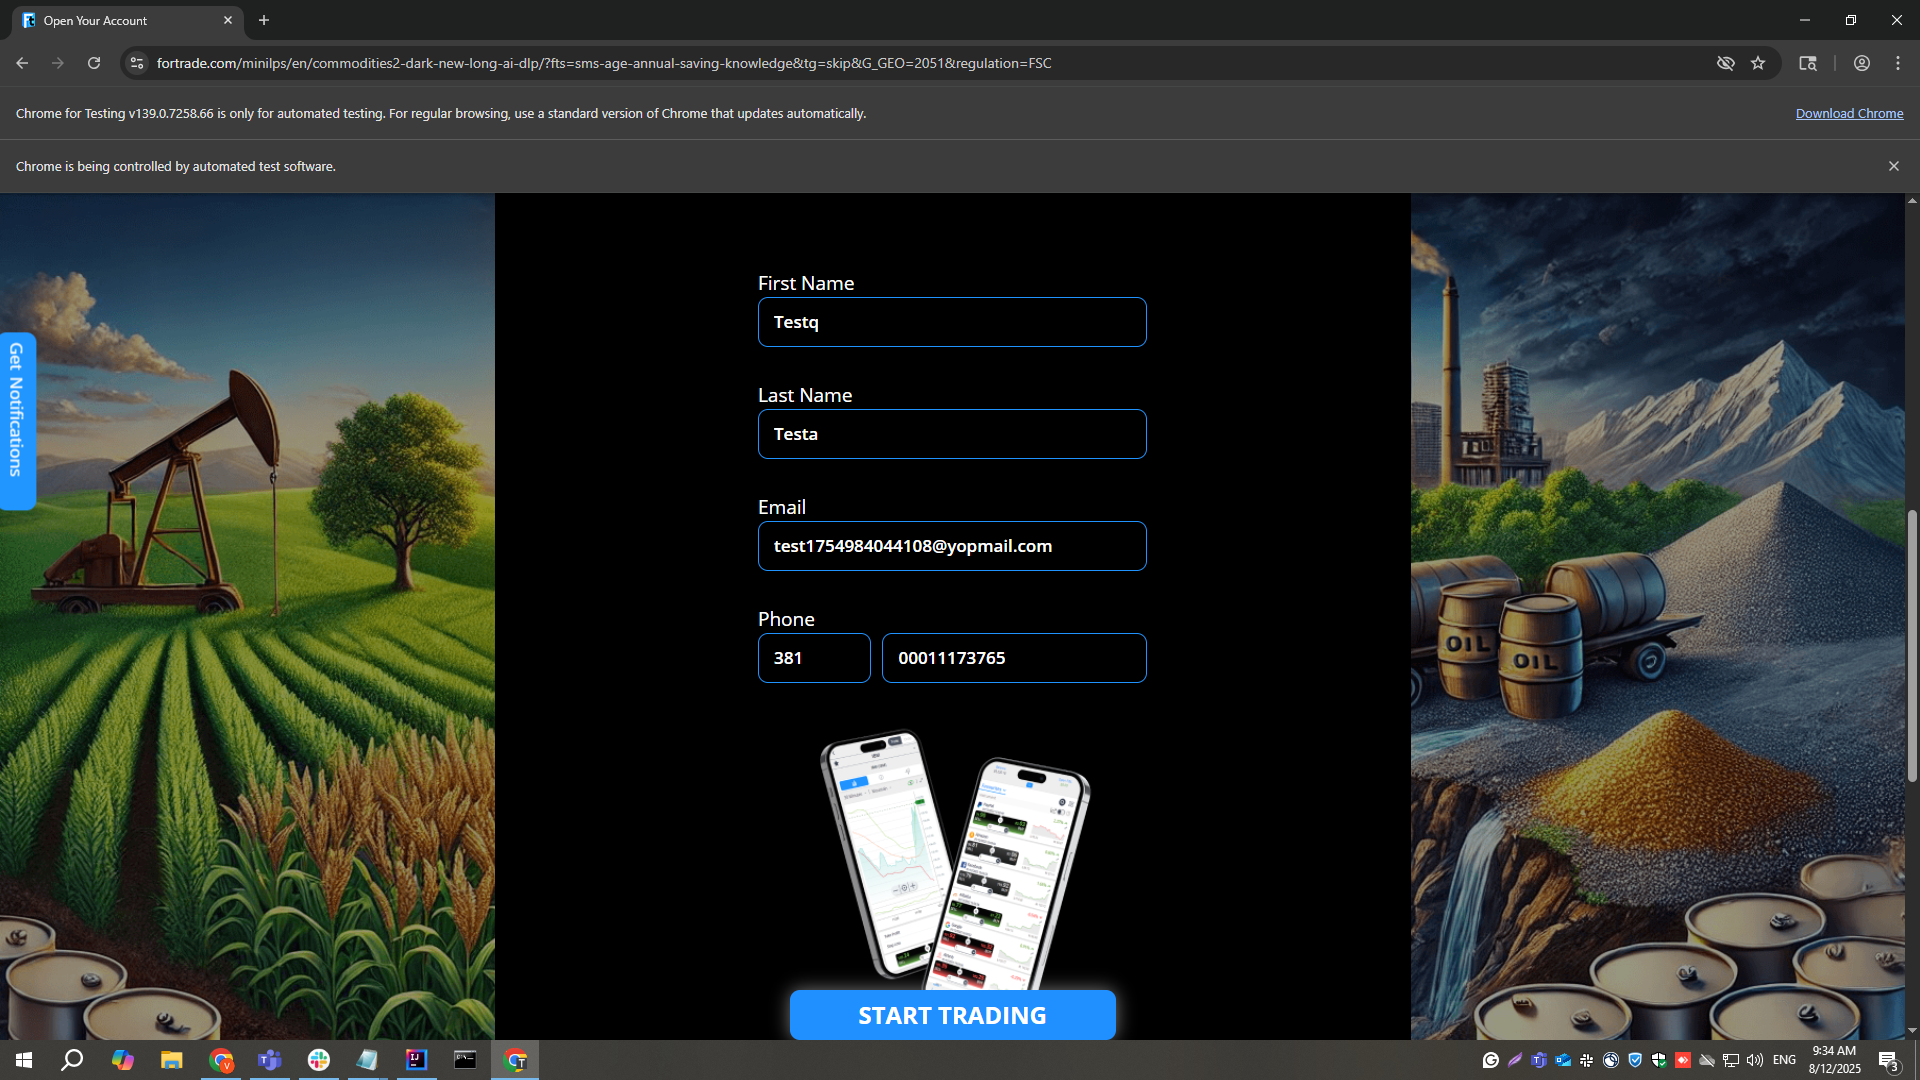 Open Your Account
fortrade.com/minilps/en/commodities2-dark-new-long-ai-dlp/?fts=sms-age-annual-saving-knowledge&tg=skip&G_GEO=2051&regulation=FSC
Chrome for Testing v139.0.7258.66 is only for automated testing. For regular browsing, use a standard version of Chrome that updates automatically.
Download Chrome
Chrome is being controlled by automated test software.
Get Notifications
First Name
Testq
Last Name
Testa
Email
test1754984044108@yopmail.com
Phone
381
00011173765
OIL
OIL
START TRADING
ENG
9:34 AM
8/12/2025
3